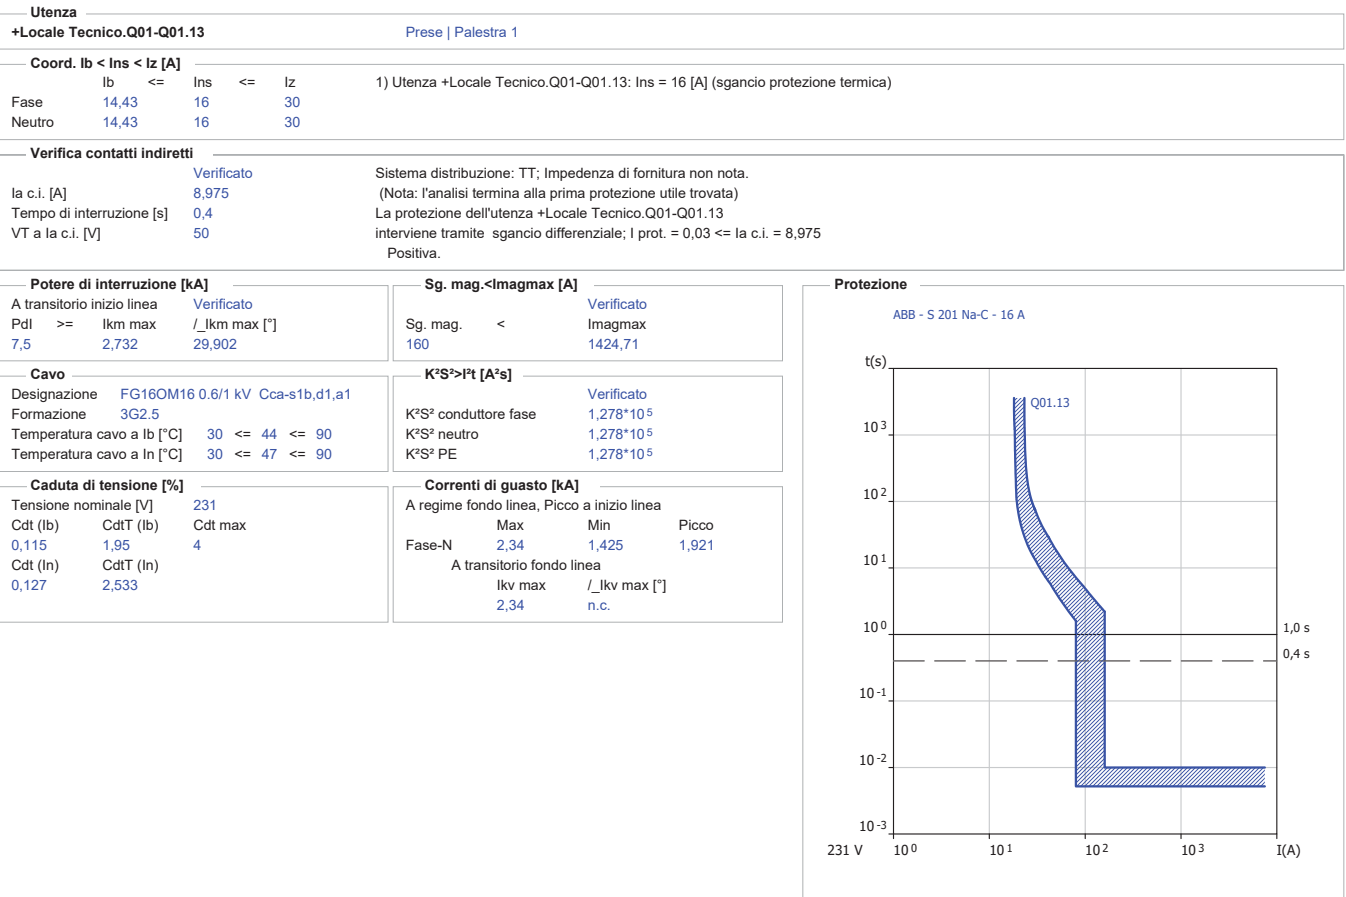 Utenza
+Locale Tecnico.Q01-Q01.13 Prese | Palestra 1
Coord. Ib < Ins < Iz [A]
Ib <= Ins <= Iz 1) Utenza +Locale Tecnico.Q01-Q01.13: Ins = 16 [A] (sgancio protezione termica)
Fase 14,43 16 30
Neutro 14,43 16 30
Verifica contatti indiretti
Verificato Sistema distribuzione: TT; Impedenza di fornitura non nota.
Ia c.i. [A] 8,975 (Nota: l'analisi termina alla prima protezione utile trovata)
Tempo di interruzione [s] 0,4 La protezione dell'utenza +Locale Tecnico.Q01-Q01.13
VT a Ia c.i. [V] 50 interviene tramite sgancio differenziale; I prot. = 0,03 <= Ia c.i. = 8,975
Positiva.
Potere di interruzione [kA]
A transitorio inizio linea Verificato
PdI >= Ikm max /_Ikm max [°]
7,5 2,732 29,902
Sg. mag.<Imagmax [A]
Verificato
Sg. mag. < Imagmax
160 1424,71
Cavo
Designazione FG16OM16 0.6/1 kV Cca-s1b,d1,a1
Formazione 3G2.5
Temperatura cavo a Ib [°C] 30 <= 44 <= 90
Temperatura cavo a In [°C] 30 <= 47 <= 90
K²S²>I²t [A²s]
Verificato
K²S² conduttore fase 1,278*10⁵
K²S² neutro 1,278*10⁵
K²S² PE 1,278*10⁵
Caduta di tensione [%]
Tensione nominale [V] 231
Cdt (Ib) CdtT (Ib) Cdt max
0,115 1,95 4
Cdt (In) CdtT (In)
0,127 2,533
Correnti di guasto [kA]
A regime fondo linea, Picco a inizio linea
Max Min Picco
Fase-N 2,34 1,425 1,921
A transitorio fondo linea
Ikv max /_Ikv max [°]
2,34 n.c.
Protezione
ABB - S 201 Na-C - 16 A
t(s)
Q01.13
10³
10²
10¹
10⁰
1,0 s
0,4 s
10⁻¹
10⁻²
10⁻³
231 V 10⁰ 10¹ 10² 10³ I(A)